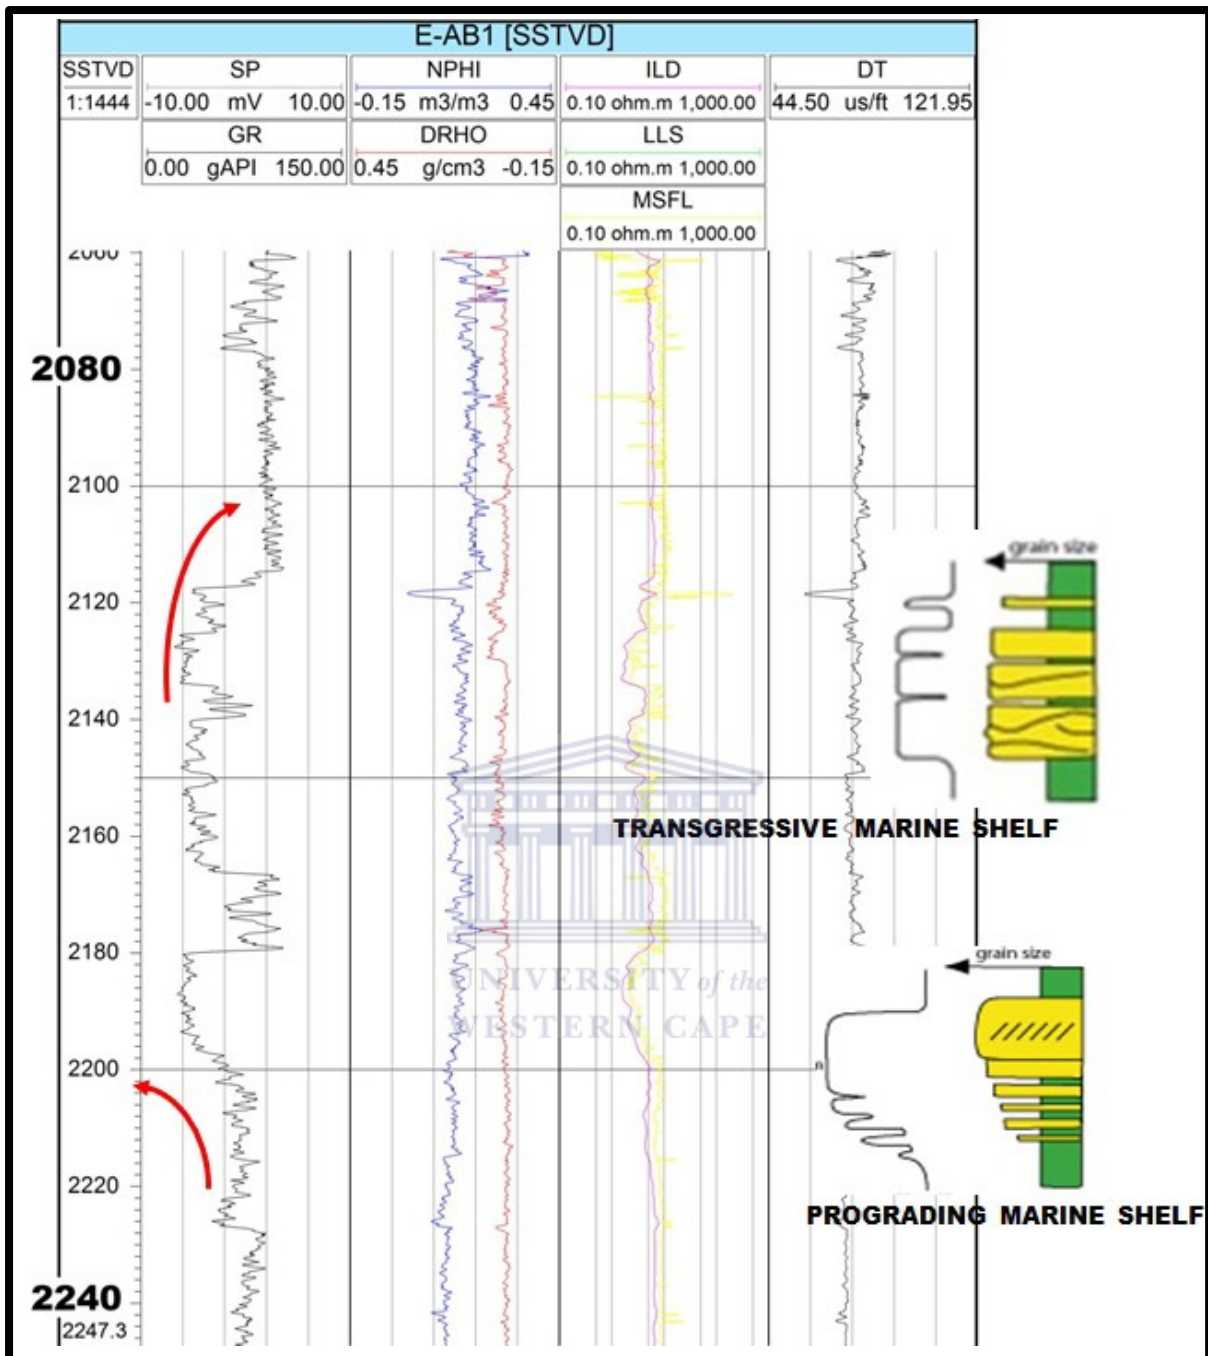 E-AB1 [SSTVD]
SSTVD SP NPHI ILD DT
1:1444 -10.00 mV 10.00 -0.15 m3/m3 0.45 0.10 ohm.m 1,000.00 44.50 us/ft 121.95
GR DRHO LLS
0.00 gAPI 150.00 0.45 g/cm3 -0.15 0.10 ohm.m 1,000.00
MSFL
0.10 ohm.m 1,000.00
2060
2080
2100
grain size
2120
2140
2160
TRANSGRESSIVE MARINE SHELF
2180
grain size
UNIVERSITY of the
WESTERN CAPE
2200
n
2220
PROGRADING MARINE SHELF
2240
2247.3